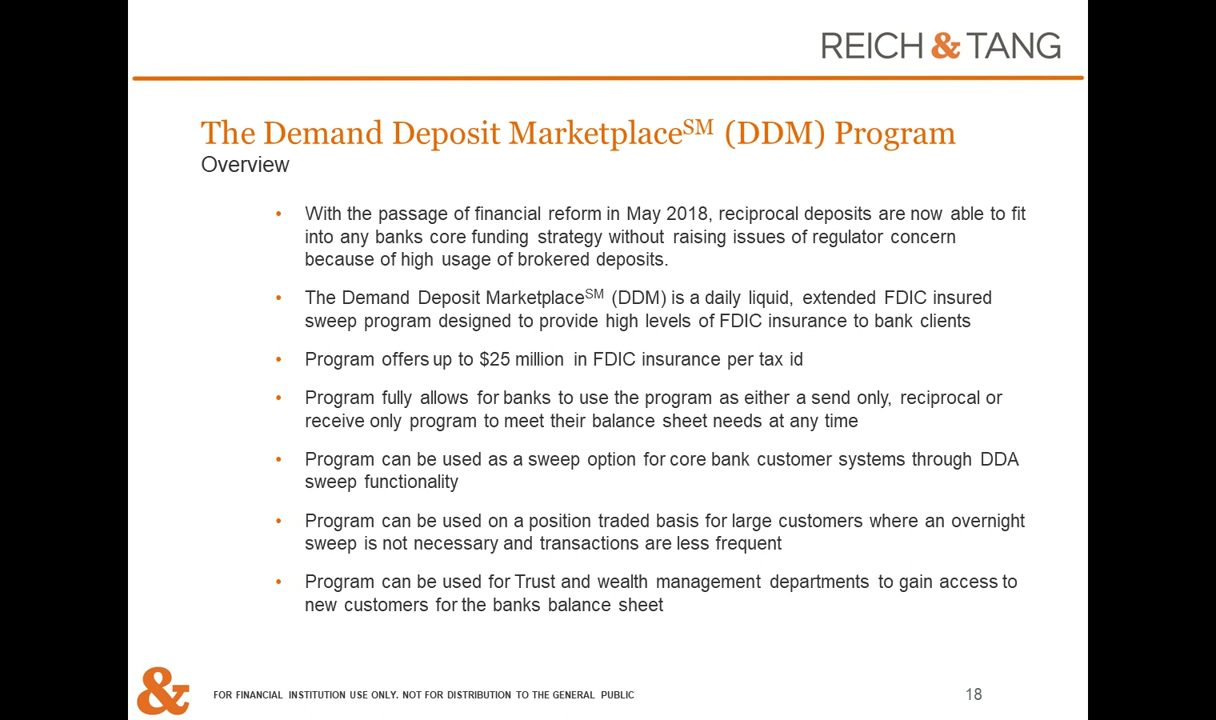 REICH & TANG
The Demand Deposit Marketplace℠ (DDM) Program
Overview
• With the passage of financial reform in May 2018, reciprocal deposits are now able to fit
into any banks core funding strategy without raising issues of regulator concern
because of high usage of brokered deposits.
• The Demand Deposit Marketplace℠ (DDM) is a daily liquid, extended FDIC insured
sweep program designed to provide high levels of FDIC insurance to bank clients
• Program offers up to $25 million in FDIC insurance per tax id
• Program fully allows for banks to use the program as either a send only, reciprocal or
receive only program to meet their balance sheet needs at any time
• Program can be used as a sweep option for core bank customer systems through DDA
sweep functionality
• Program can be used on a position traded basis for large customers where an overnight
sweep is not necessary and transactions are less frequent
• Program can be used for Trust and wealth management departments to gain access to
new customers for the banks balance sheet
&
FOR FINANCIAL INSTITUTION USE ONLY. NOT FOR DISTRIBUTION TO THE GENERAL PUBLIC
18